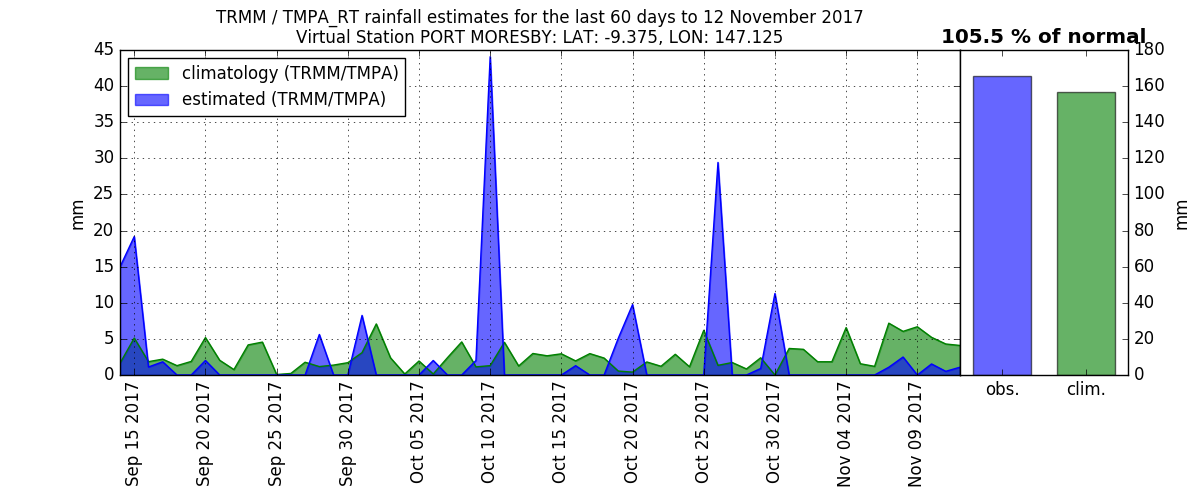 TRMM / TMPA_RT rainfall estimates for the last 60 days to 12 November 2017
Virtual Station PORT MORESBY: LAT: -9.375, LON: 147.125
105.5 % of normal
climatology (TRMM/TMPA)
estimated (TRMM/TMPA)
45
40
35
30
25
20
15
10
5
0
mm
Sep 15 2017
Sep 20 2017
Sep 25 2017
Sep 30 2017
Oct 05 2017
Oct 10 2017
Oct 15 2017
Oct 20 2017
Oct 25 2017
Oct 30 2017
Nov 04 2017
Nov 09 2017
obs.
clim.
180
160
140
120
100
80
60
40
20
0
mm